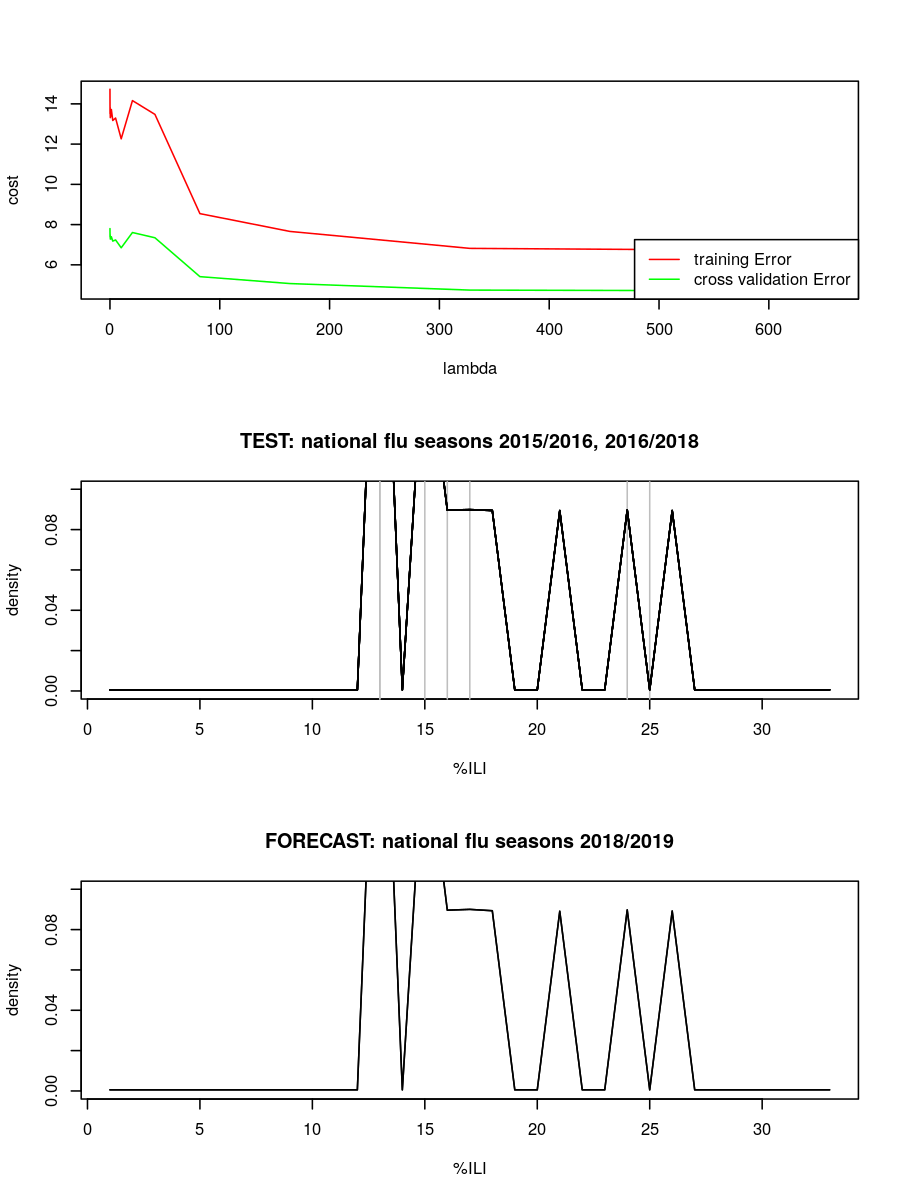 cost
14
12
10
8
6
training Error
cross validation Error
0 100 200 300 400 500 600
lambda
TEST: national flu seasons 2015/2016, 2016/2018
density
0.08
0.04
0.00
0 5 10 15 20 25 30
%ILI
FORECAST: national flu seasons 2018/2019
density
0.08
0.04
0.00
0 5 10 15 20 25 30
%ILI